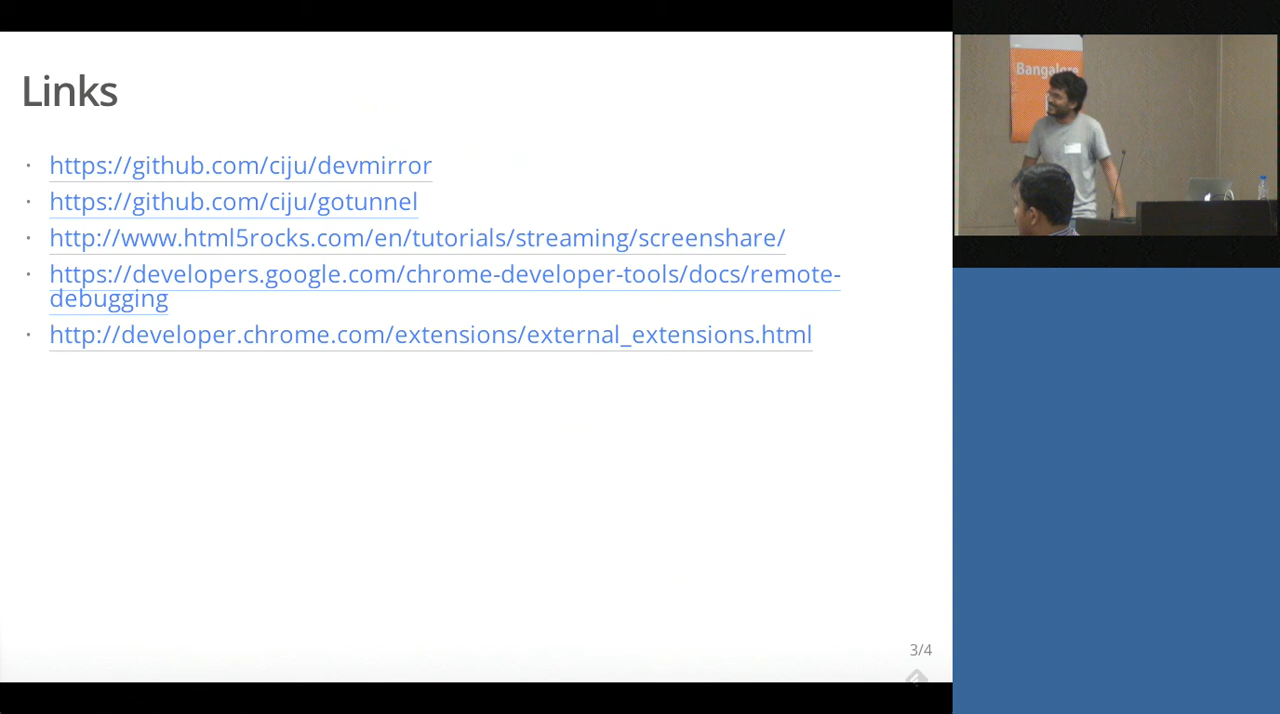 Links
· https://github.com/ciju/devmirror
· https://github.com/ciju/gotunnel
· http://www.html5rocks.com/en/tutorials/streaming/screenshare/
· https://developers.google.com/chrome-developer-tools/docs/remote-
debugging
· http://developer.chrome.com/extensions/external_extensions.html
3/4
Bangalore